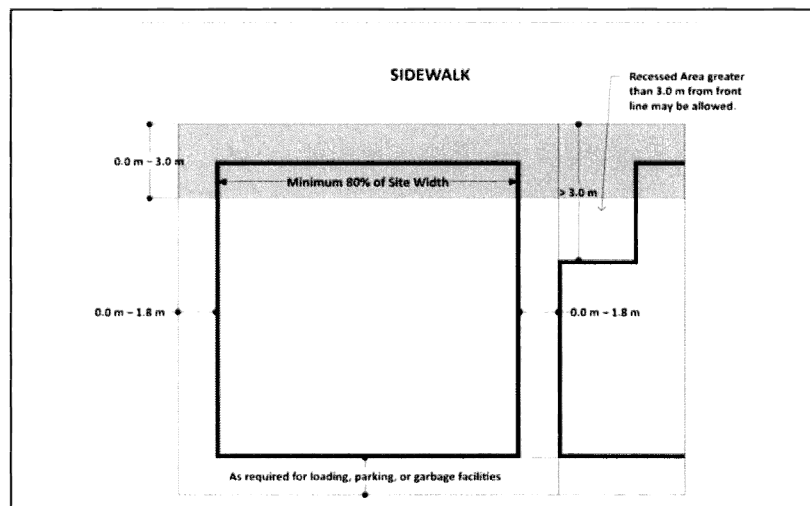 SIDEWALK
Recessed Area greater
than 3.0 m from front
line may be allowed.
0.0 m – 3.0 m
Minimum 80% of Site Width
> 3.0 m
0.0 m – 1.8 m
0.0 m – 1.8 m
As required for loading, parking, or garbage facilities